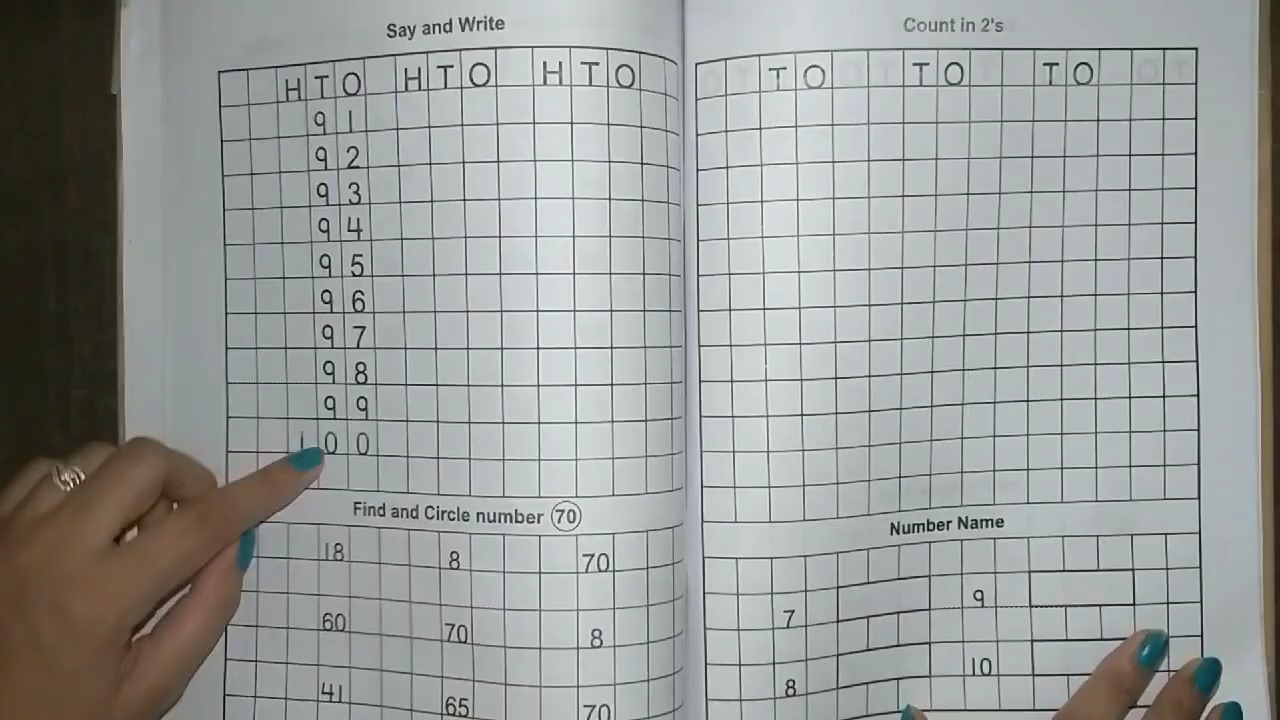 Say and Write
H T O H T O H T O
9 1
9 2
9 3
9 4
9 5
9 6
9 7
9 8
9 9
1 0 0
Find and Circle number 70
18 8 70
60 70 8
41 65 70
Count in 2's
T O T O T O
Number Name
7 9
8 10